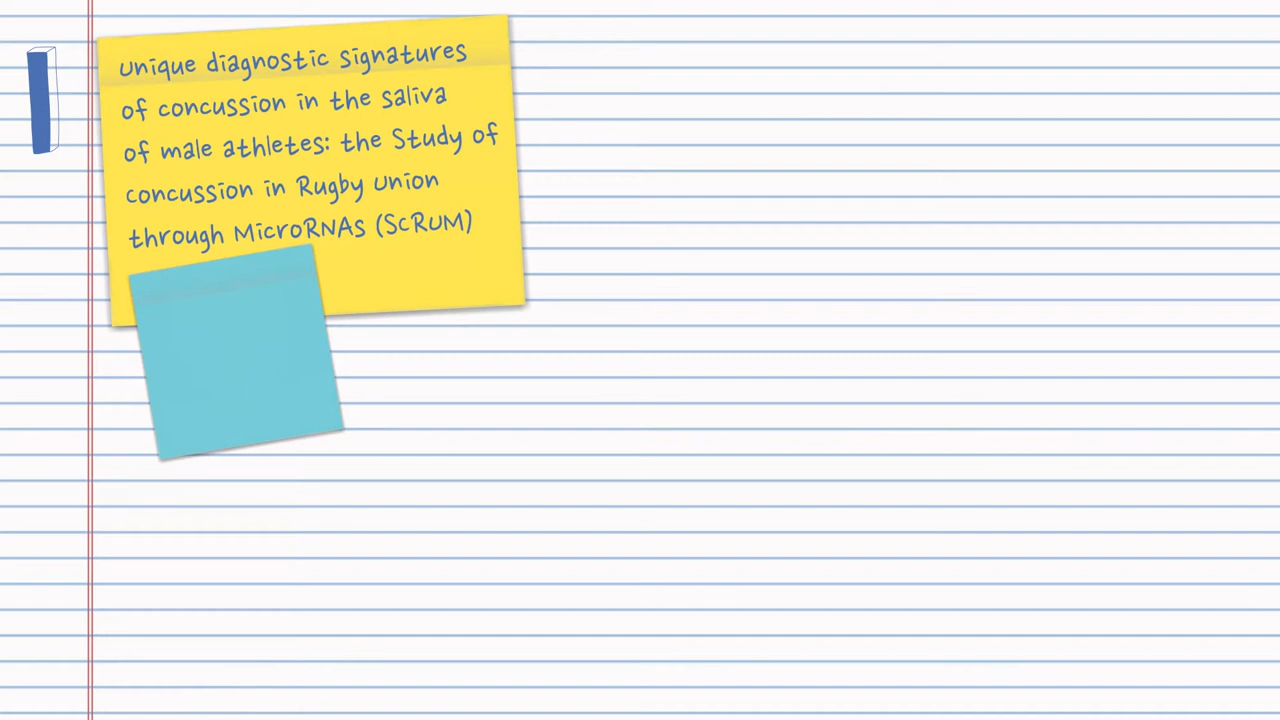 Unique diagnostic signatures
of concussion in the saliva
of male athletes: the Study of
concussion in Rugby Union
through MicroRNAs (SCRUM)